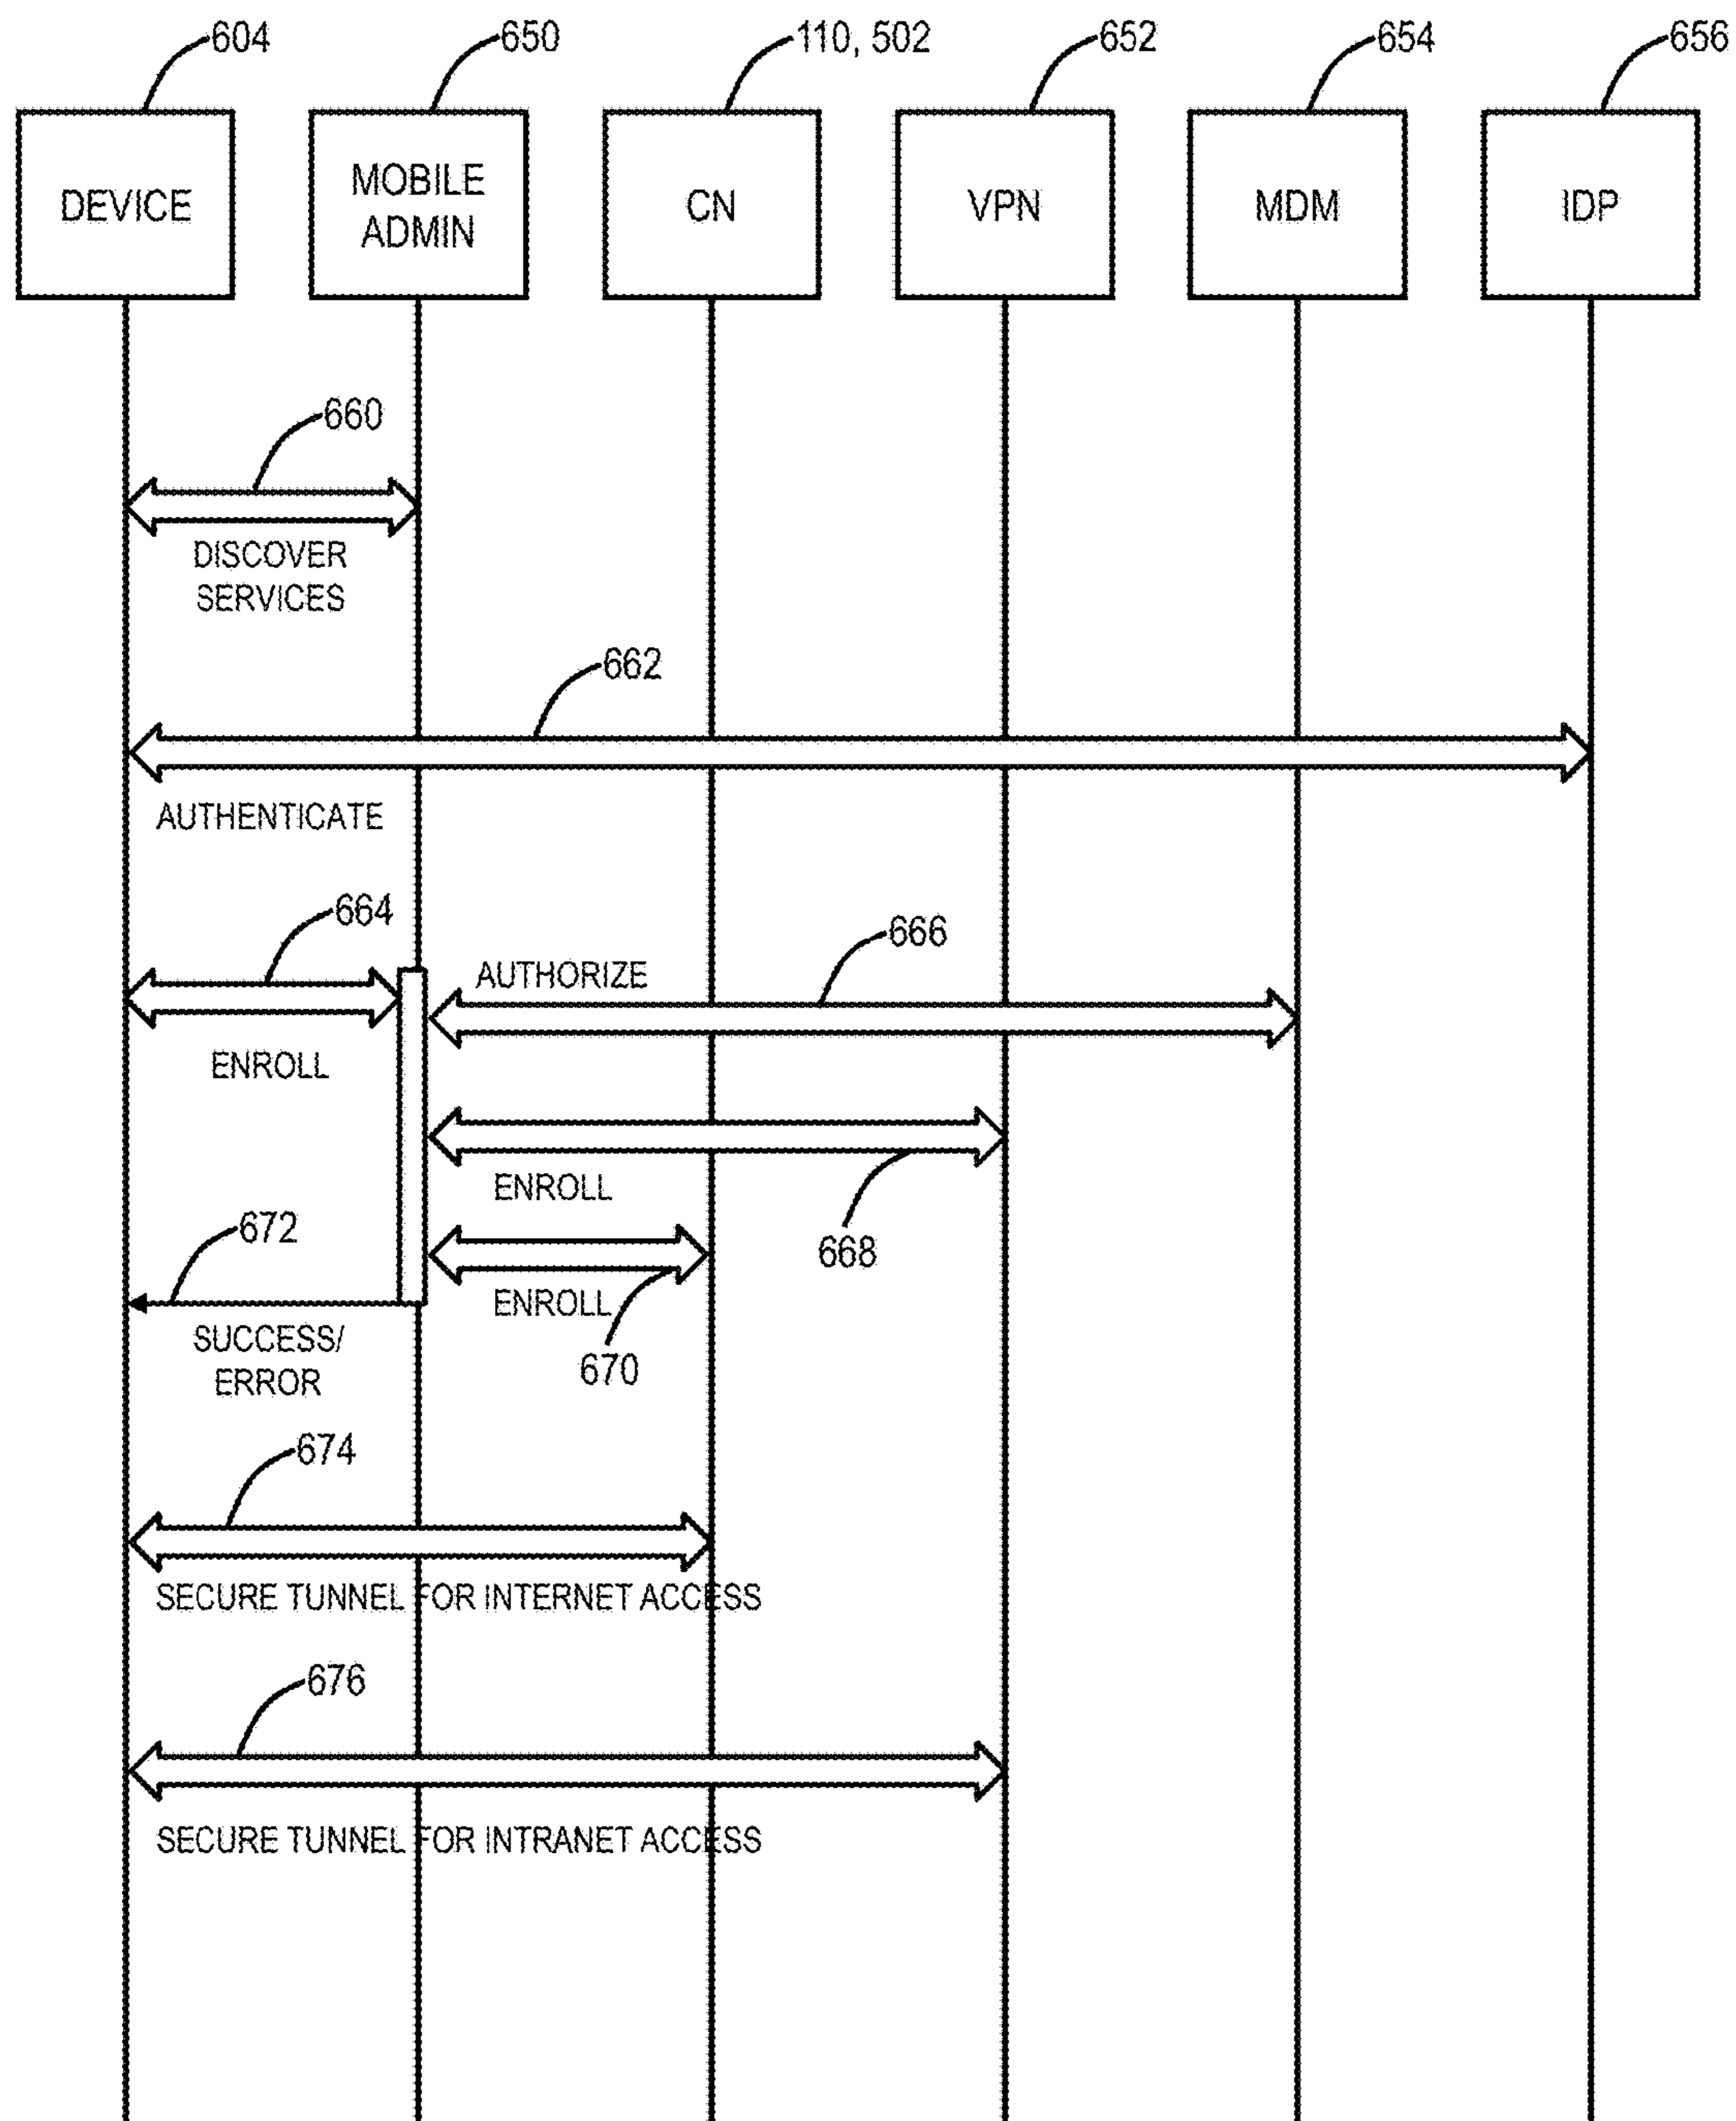 604
650
110, 502
652
654
656
DEVICE
MOBILE
ADMIN
CN
VPN
MDM
IDP
660
DISCOVER
SERVICES
662
AUTHENTICATE
664
666
AUTHORIZE
ENROLL
ENROLL
668
672
ENROLL
SUCCESS/
ERROR
670
674
SECURE TUNNEL FOR INTERNET ACCESS
676
SECURE TUNNEL FOR INTRANET ACCESS